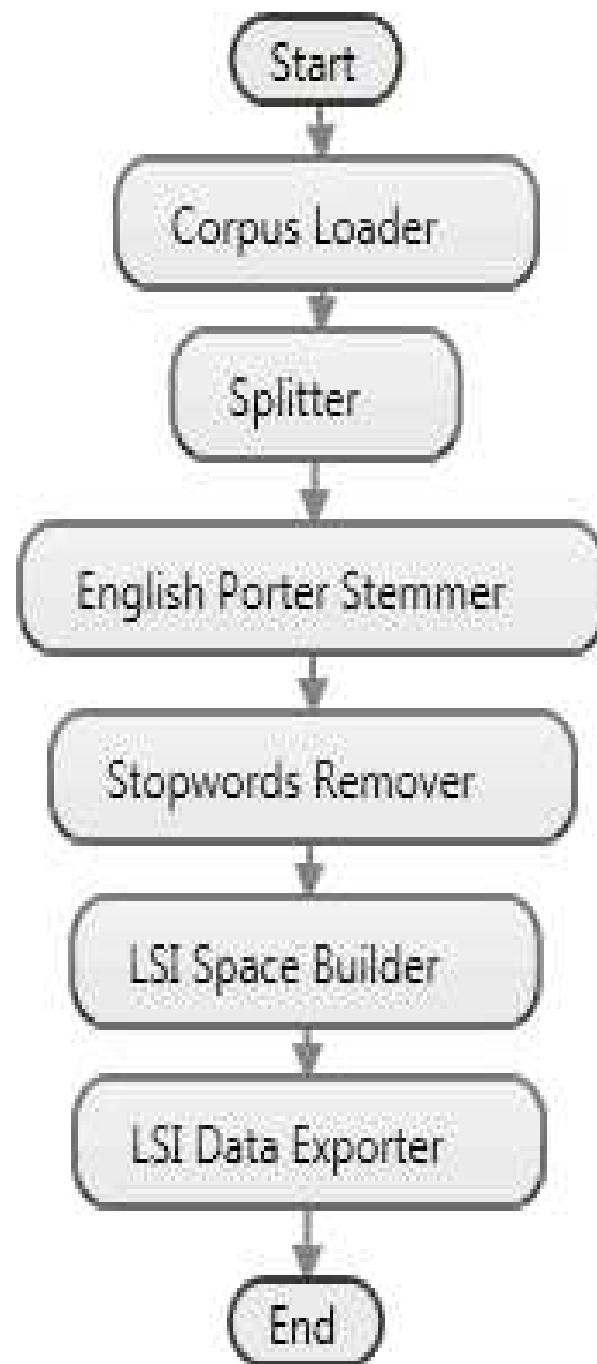 Start
Corpus Loader
Splitter
English Porter Stemmer
Stopwords Remover
LSI Space Builder
LSI Data Exporter
End